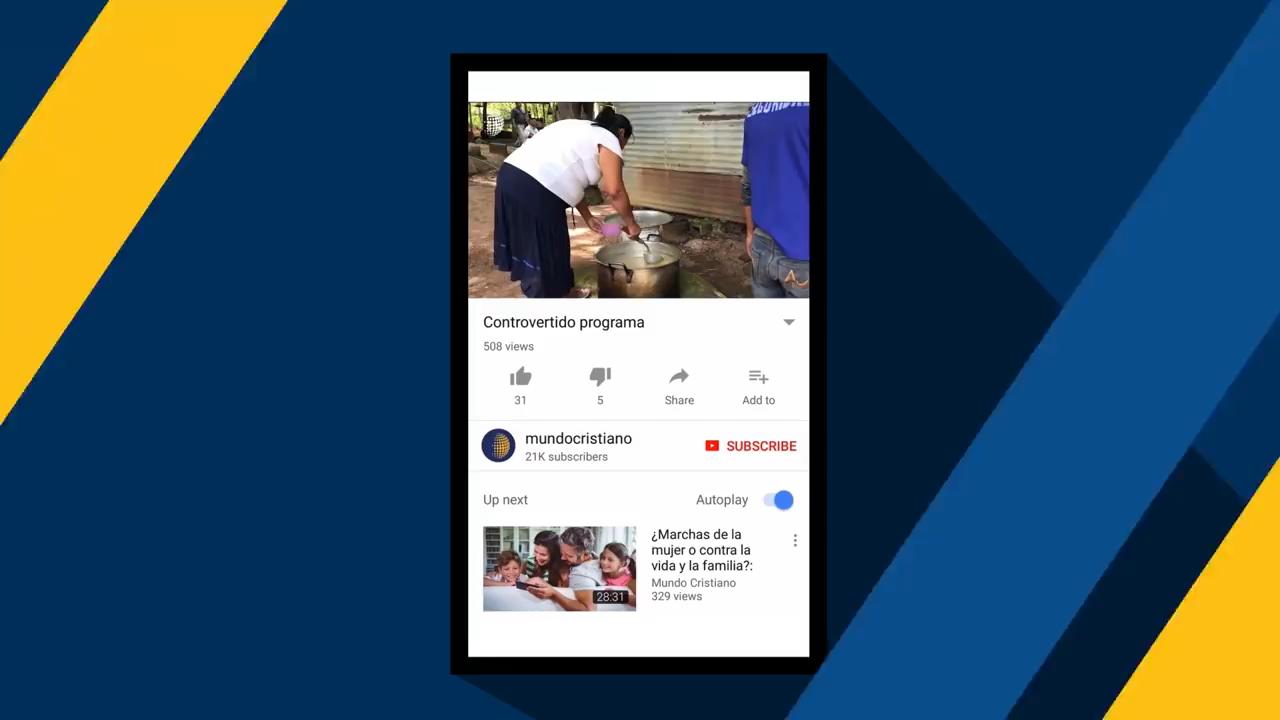 Controvertido programa
508 views
31
5
Share
Add to
mundocristiano
21K subscribers
SUBSCRIBE
Up next
Autoplay
¿Marchas de la
mujer o contra la
vida y la familia?:
Mundo Cristiano
329 views
28:31